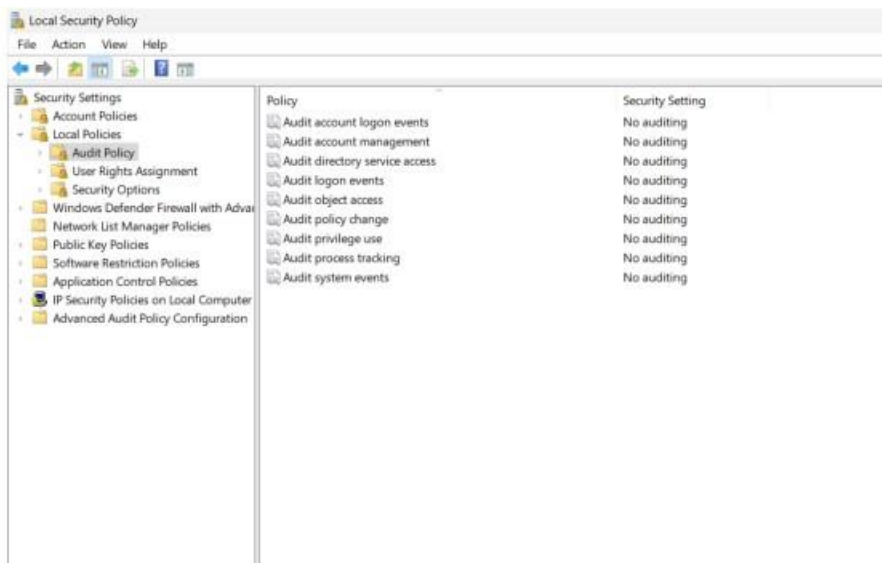 Local Security Policy
File Action View Help
Security Settings
Account Policies
Local Policies
Audit Policy
User Rights Assignment
Security Options
Windows Defender Firewall with Advar
Network List Manager Policies
Public Key Policies
Software Restriction Policies
Application Control Policies
IP Security Policies on Local Computer
Advanced Audit Policy Configuration
Policy Security Setting
Audit account logon events No auditing
Audit account management No auditing
Audit directory service access No auditing
Audit logon events No auditing
Audit object access No auditing
Audit policy change No auditing
Audit privilege use No auditing
Audit process tracking No auditing
Audit system events No auditing